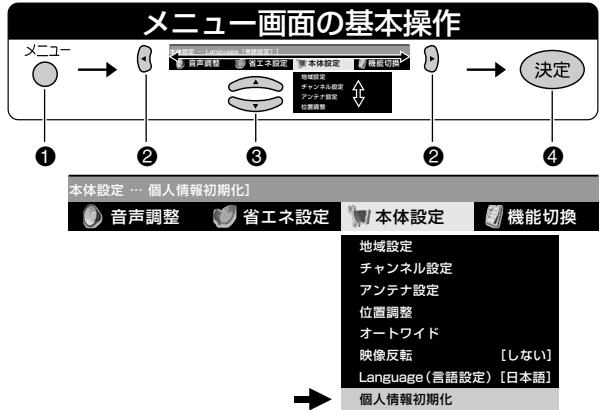 メニュー画面の基本操作
メニュー
決定
本体設定 … Language(言語設定)]
音声調整 省エネ設定 本体設定 機能切換
地域設定
チャンネル設定
アンテナ設定
位置調整
❶ ❷ ❸ ❷ ❹
本体設定 … 個人情報初期化]
音声調整 省エネ設定 本体設定 機能切換
地域設定
チャンネル設定
アンテナ設定
位置調整
オートワイド
映像反転 [しない]
Language(言語設定) [日本語]
個人情報初期化